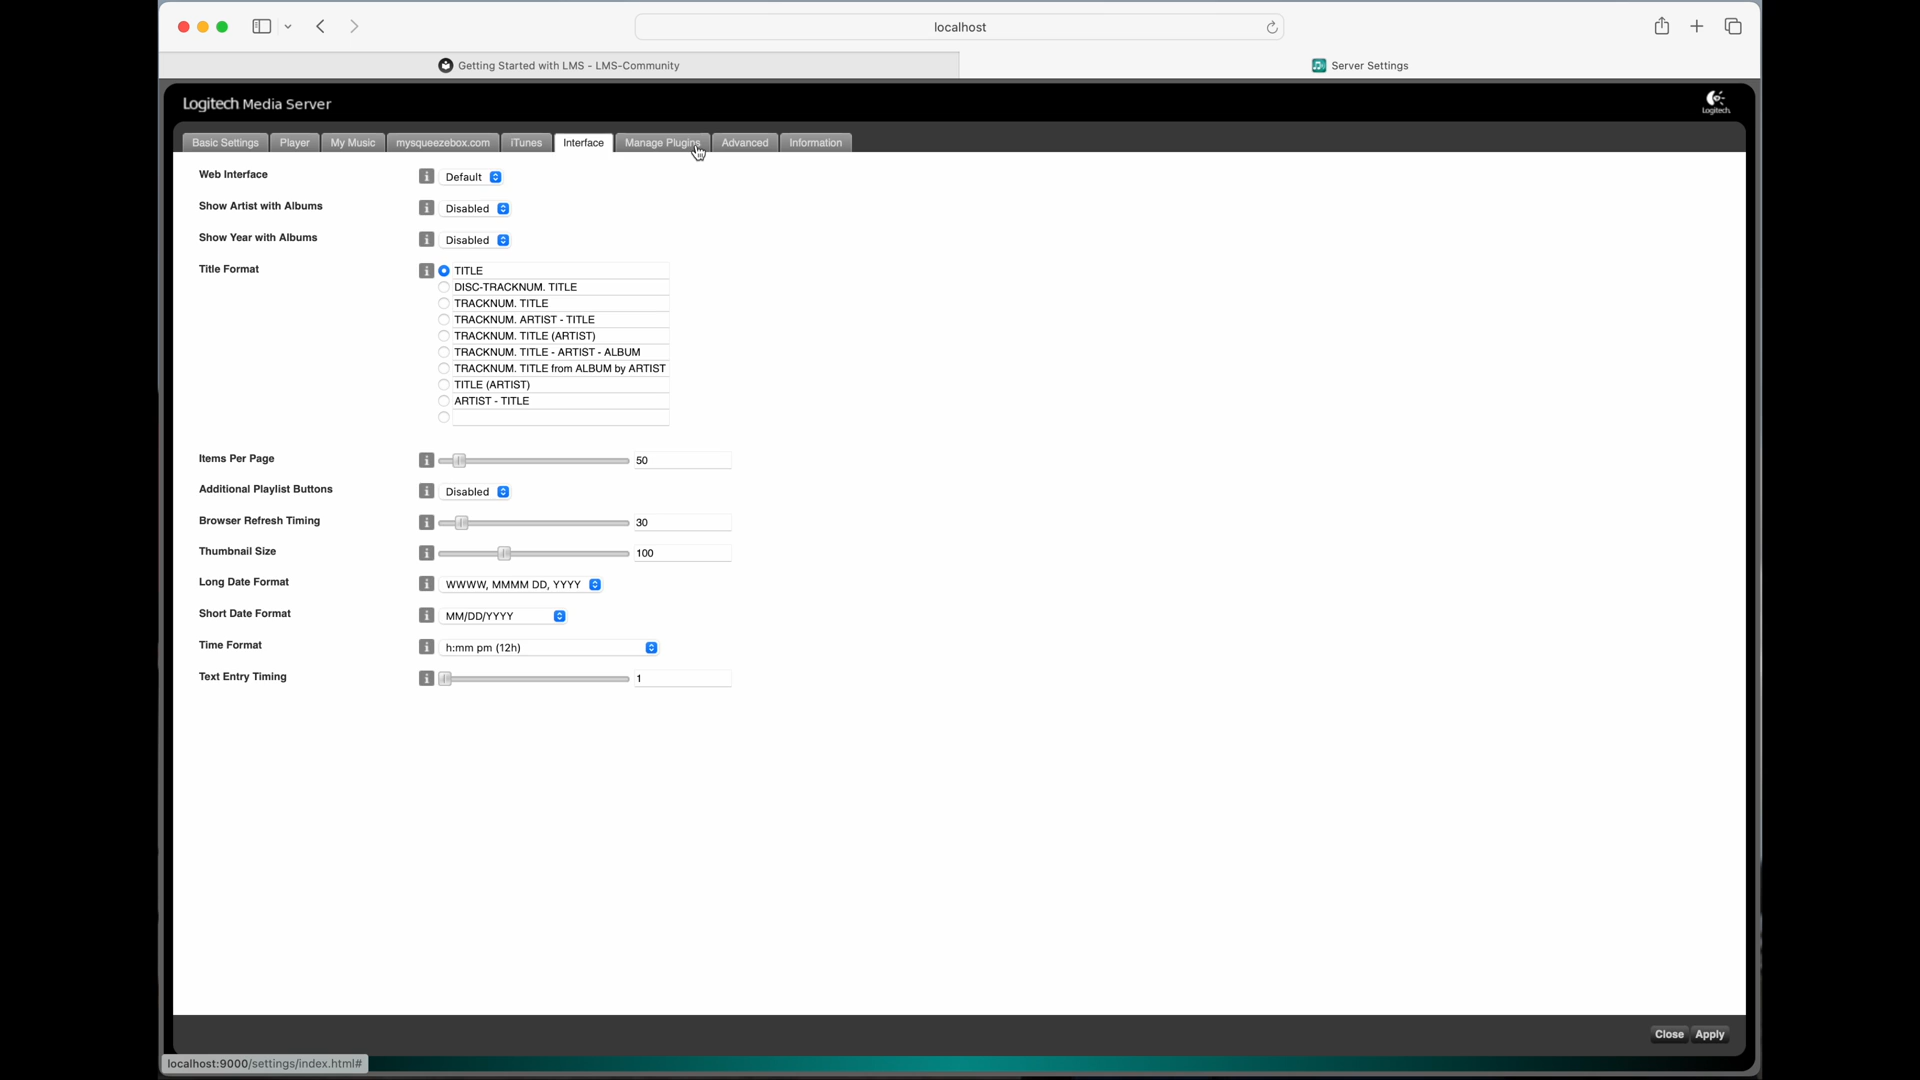 localhost
Getting Started with LMS - LMS-Community
Server Settings
Logitech Media Server
Logitech
Basic Settings Player My Music mysqueezebox.com iTunes Interface Manage Plugins Advanced Information
Web Interface i Default
Show Artist with Albums i Disabled
Show Year with Albums i Disabled
Title Format i TITLE
DISC-TRACKNUM. TITLE
TRACKNUM. TITLE
TRACKNUM. ARTIST - TITLE
TRACKNUM. TITLE (ARTIST)
TRACKNUM. TITLE - ARTIST - ALBUM
TRACKNUM. TITLE from ALBUM by ARTIST
TITLE (ARTIST)
ARTIST - TITLE
Items Per Page i 50
Additional Playlist Buttons i Disabled
Browser Refresh Timing i 30
Thumbnail Size i 100
Long Date Format i WWWW, MMMM DD, YYYY
Short Date Format i MM/DD/YYYY
Time Format i h:mm pm (12h)
Text Entry Timing i 1
Close Apply
localhost:9000/settings/index.html#